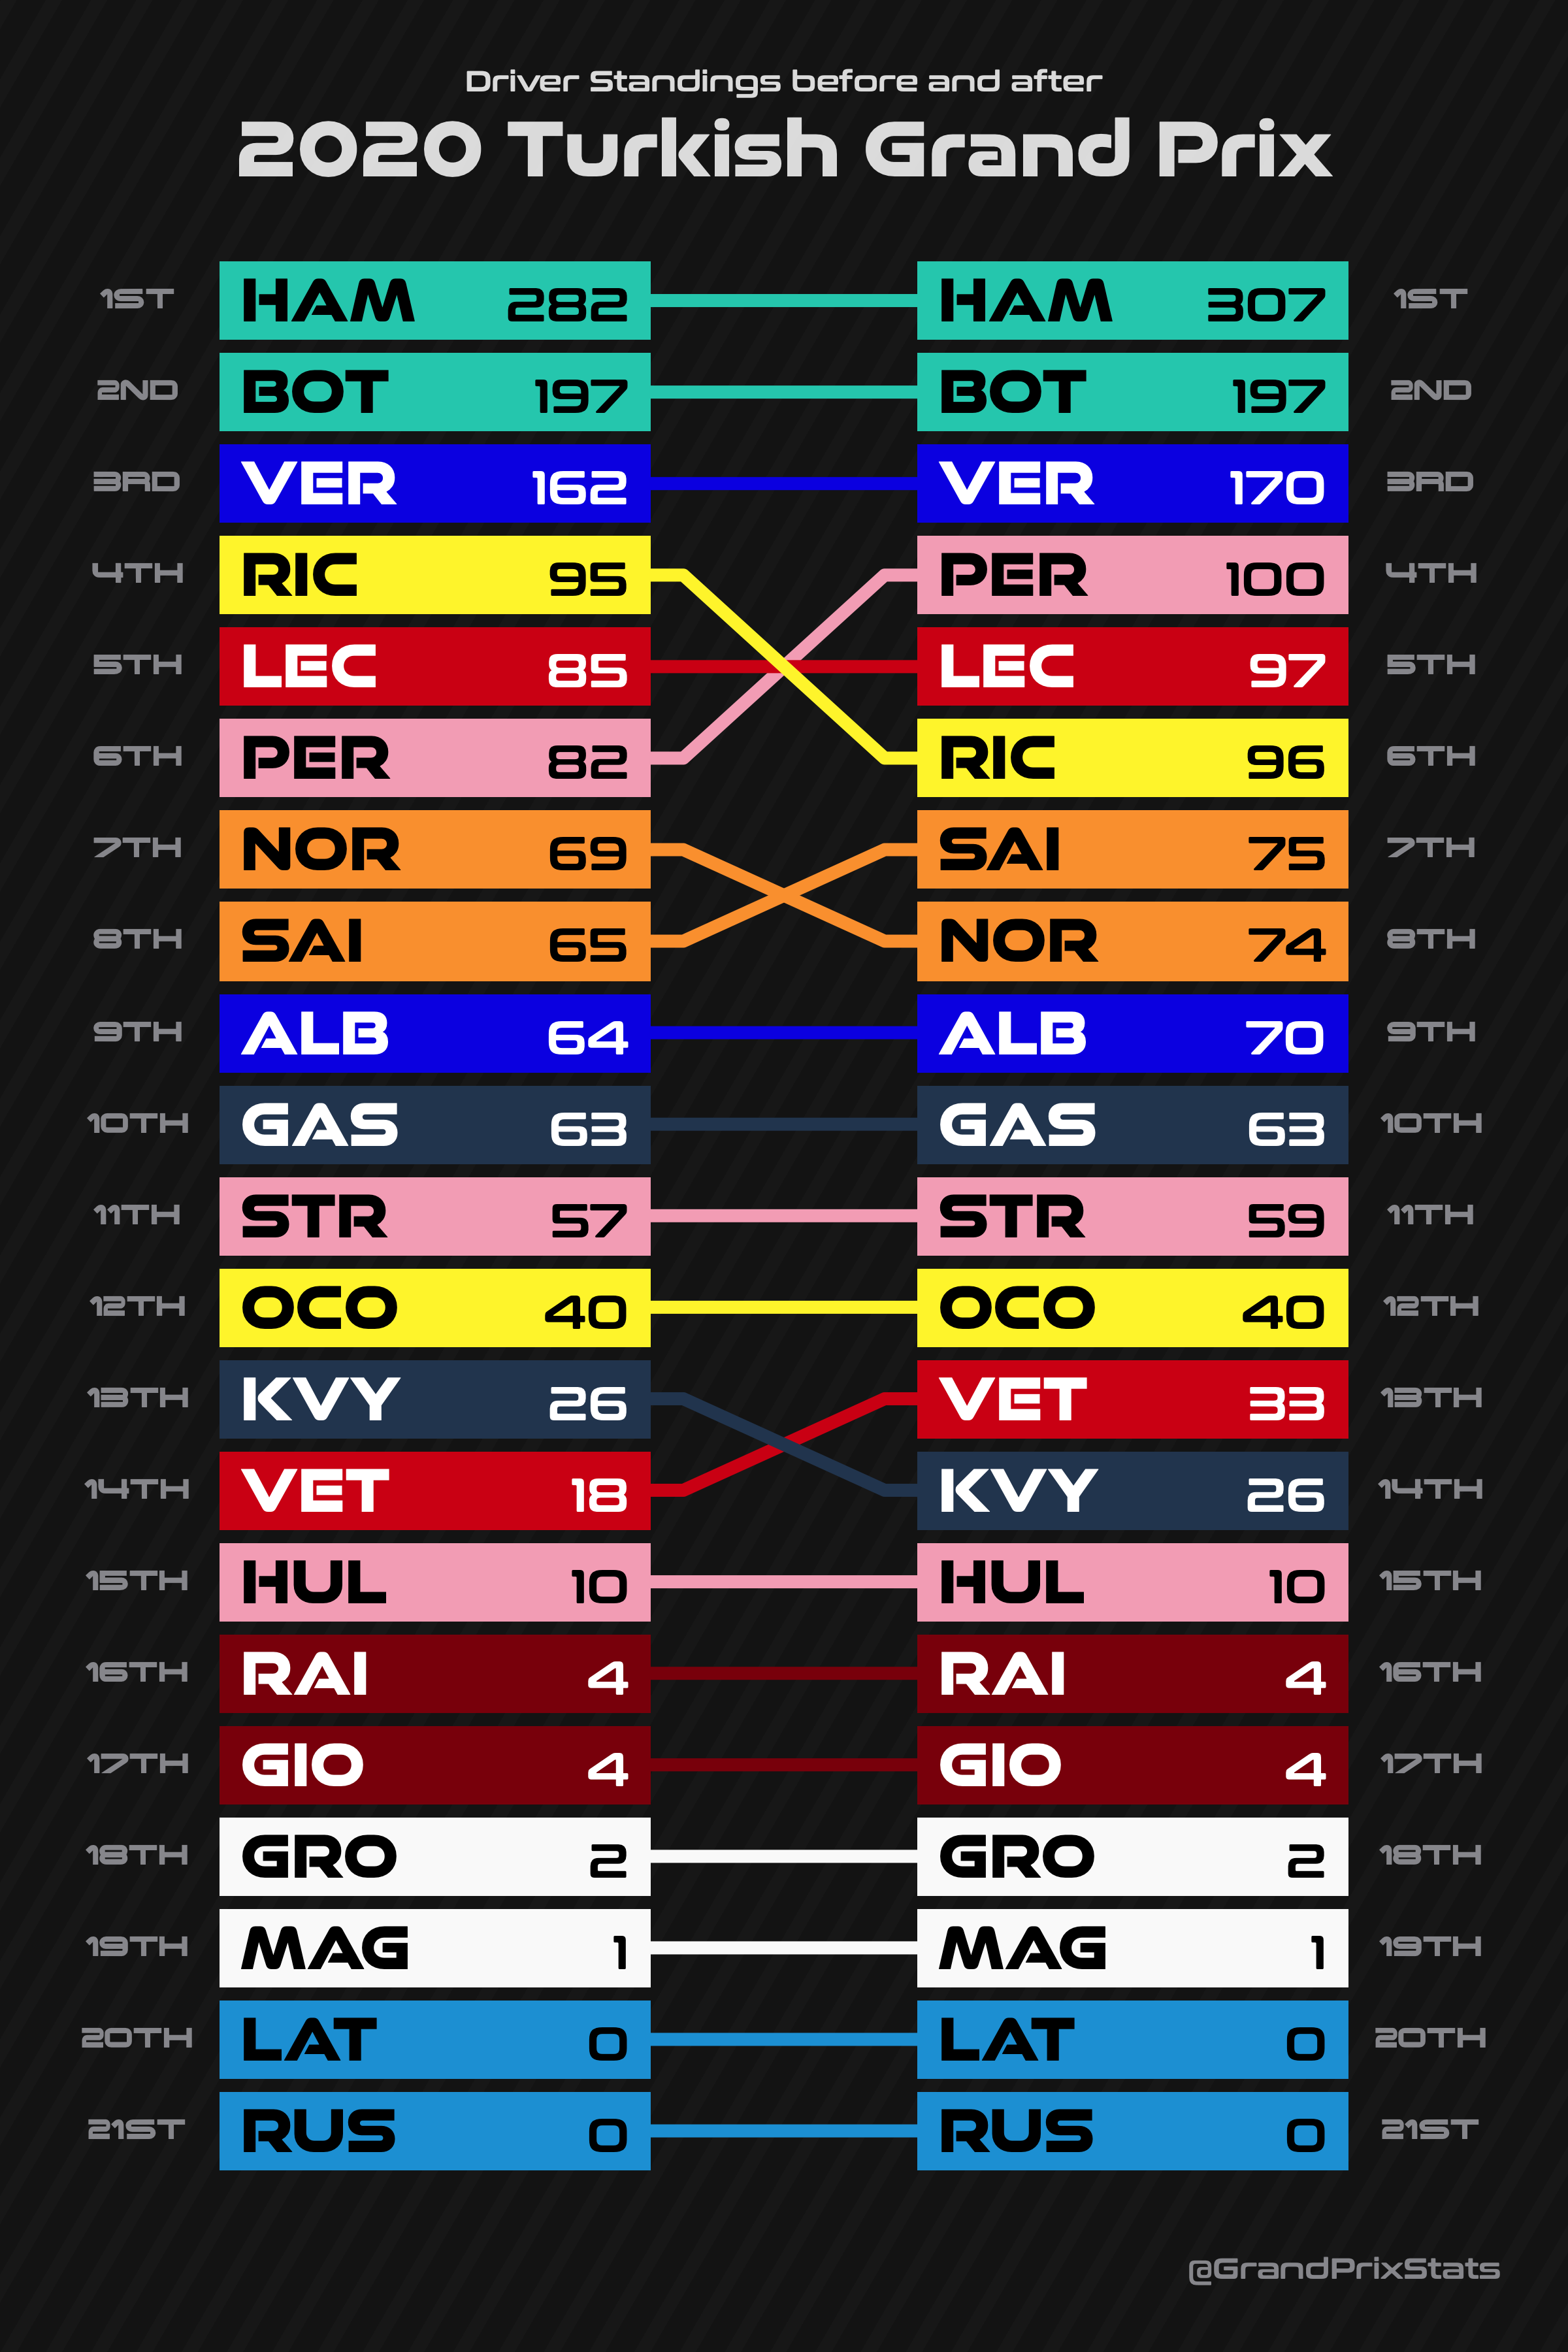 Driver Standings before and after
2020 Turkish Grand Prix
1ST HAM 282 HAM 307 1ST
2ND BOT 197 BOT 197 2ND
3RD VER 162 VER 170 3RD
4TH RIC 95 PER 100 4TH
5TH LEC 85 LEC 97 5TH
6TH PER 82 RIC 96 6TH
7TH NOR 69 SAI 75 7TH
8TH SAI 65 NOR 74 8TH
9TH ALB 64 ALB 70 9TH
10TH GAS 63 GAS 63 10TH
11TH STR 57 STR 59 11TH
12TH OCO 40 OCO 40 12TH
13TH KVY 26 VET 33 13TH
14TH VET 18 KVY 26 14TH
15TH HUL 10 HUL 10 15TH
16TH RAI 4 RAI 4 16TH
17TH GIO 4 GIO 4 17TH
18TH GRO 2 GRO 2 18TH
19TH MAG 1 MAG 1 19TH
20TH LAT 0 LAT 0 20TH
21ST RUS 0 RUS 0 21ST
@GrandPrixStats